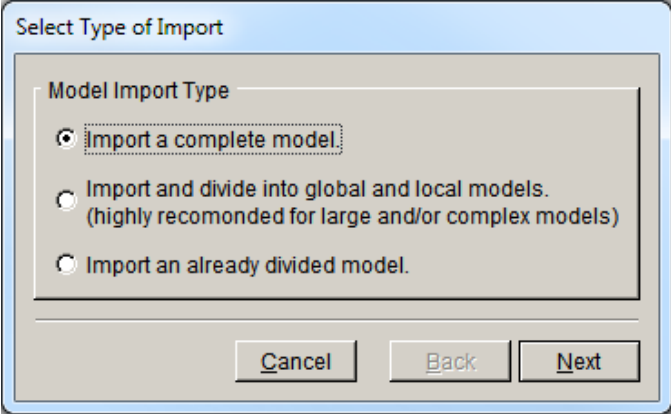 Select Type of Import
Model Import Type
Import a complete model.
Import and divide into global and local models.
(highly recomonded for large and/or complex models)
Import an already divided model.
Cancel Back Next